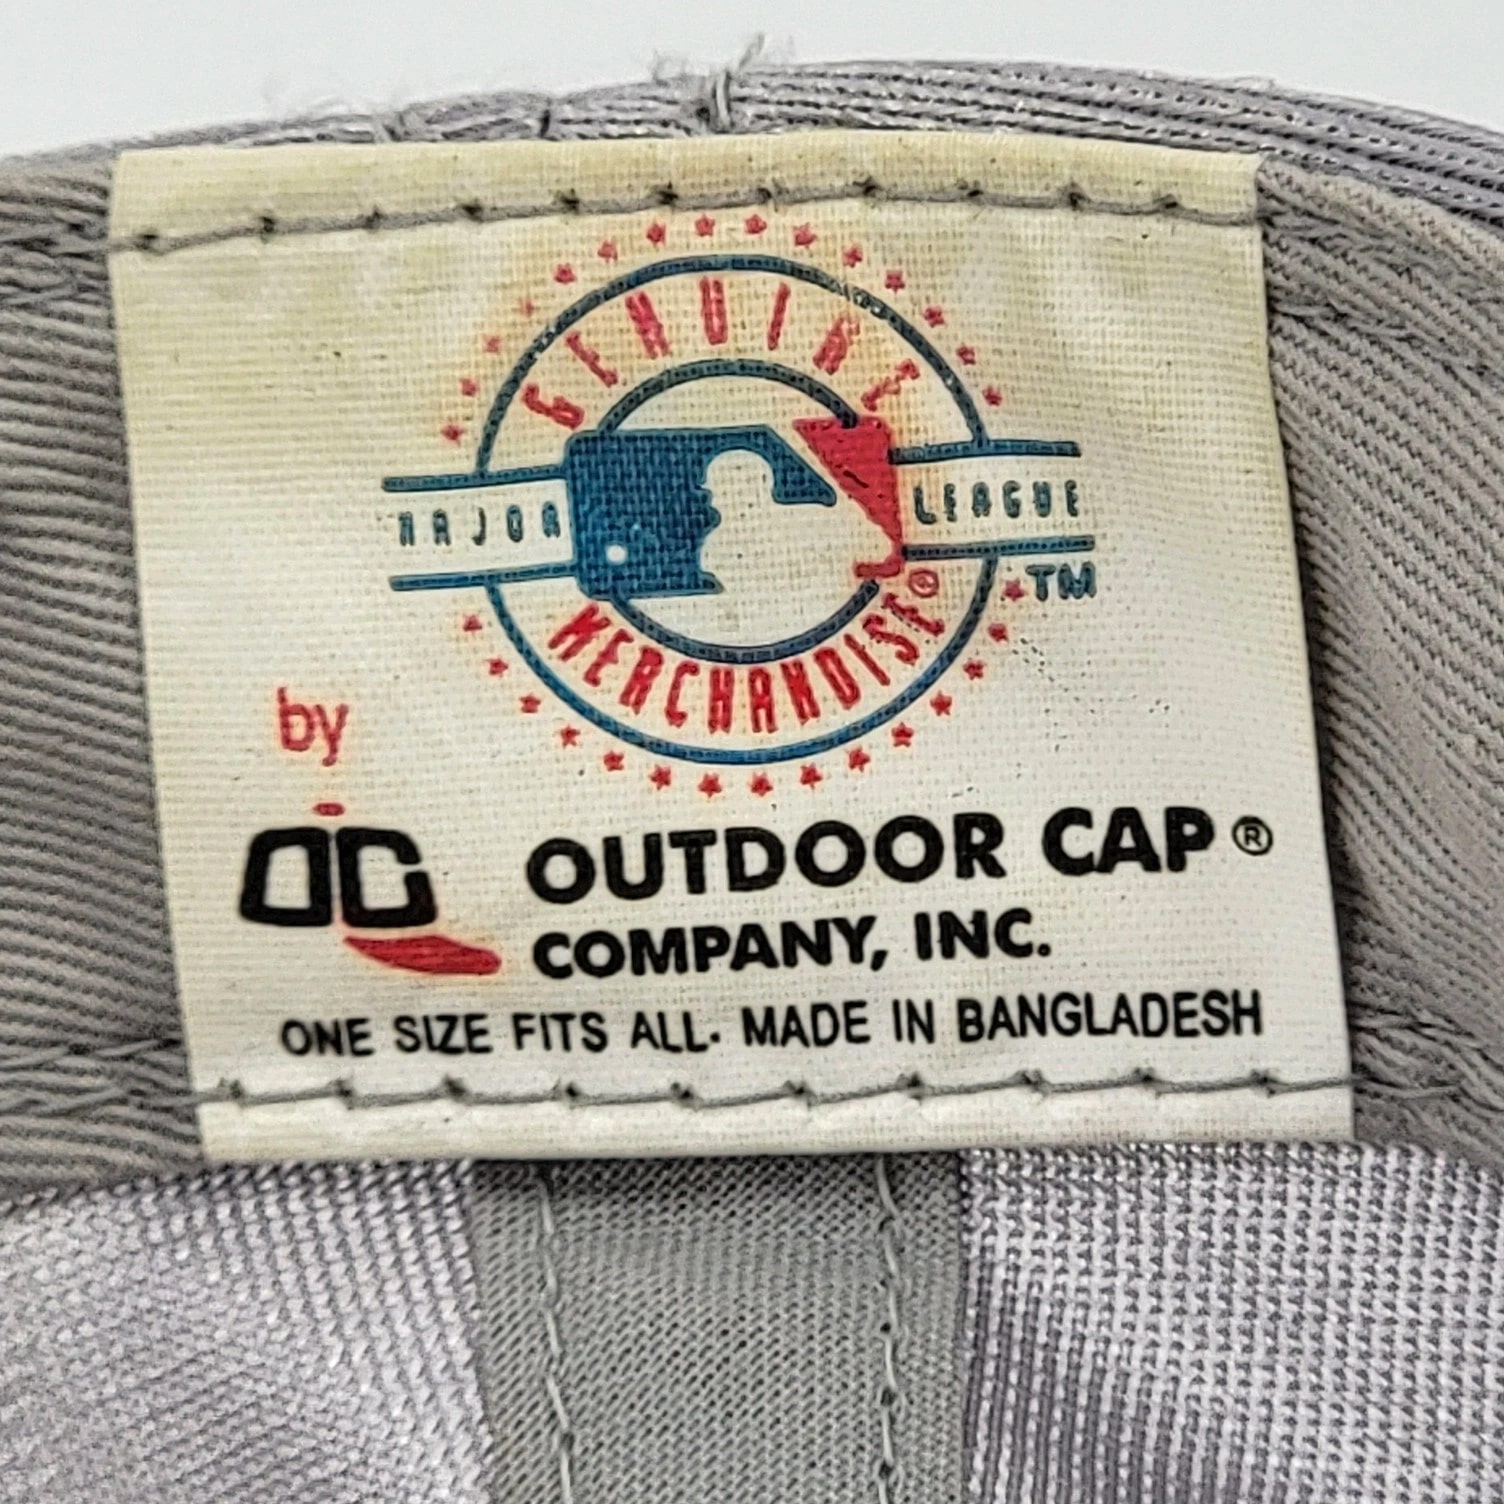 GENUINE
MAJOR LEAGUE
MERCHANDISE®
TM
by
OC
OUTDOOR CAP®
COMPANY, INC.
ONE SIZE FITS ALL. MADE IN BANGLADESH